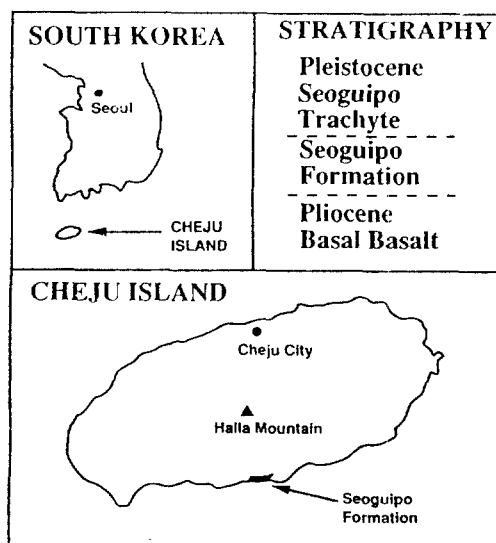 SOUTH KOREA
Seoul
CHEJU
ISLAND
STRATIGRAPHY
Pleistocene
Seoguipo
Trachyte
Seoguipo
Formation
Pliocene
Basal Basalt
CHEJU ISLAND
Cheju City
Halla Mountain
Seoguipo
Formation